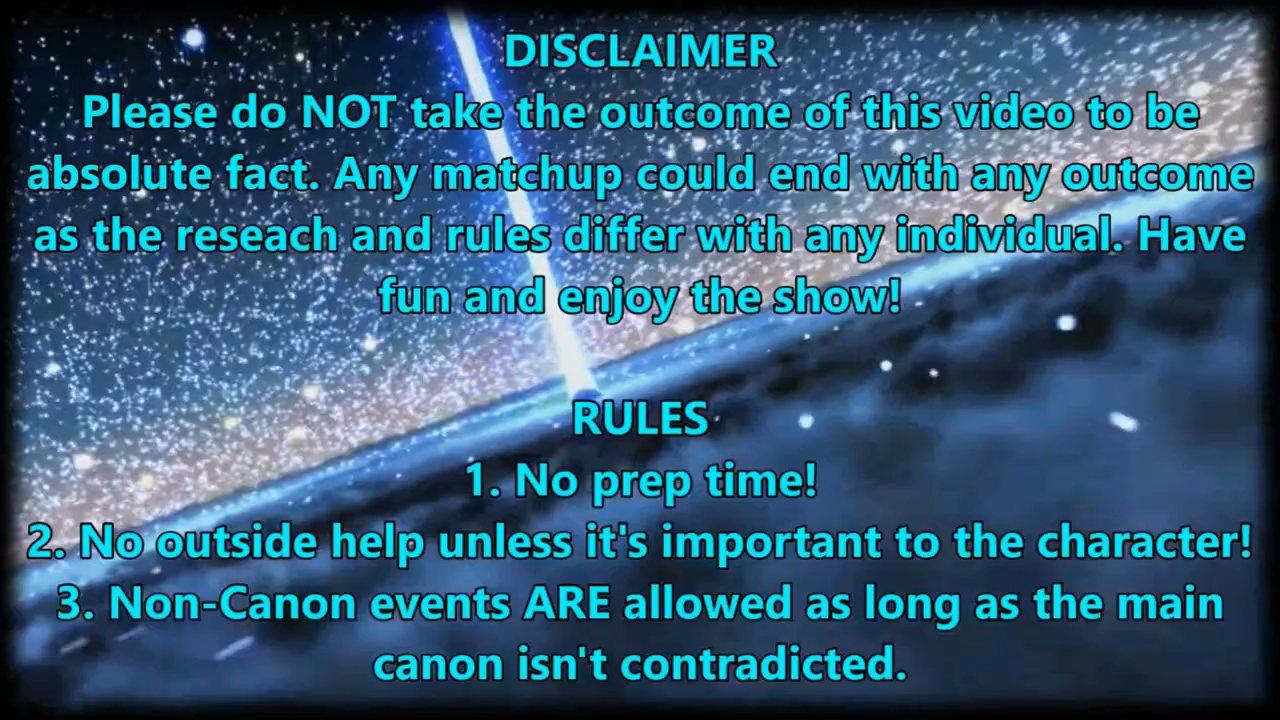 DISCLAIMER
Please do NOT take the outcome of this video to be
absolute fact. Any matchup could end with any outcome
as the reseach and rules differ with any individual. Have
fun and enjoy the show!
RULES
1. No prep time!
2. No outside help unless it's important to the character!
3. Non-Canon events ARE allowed as long as the main
canon isn't contradicted.